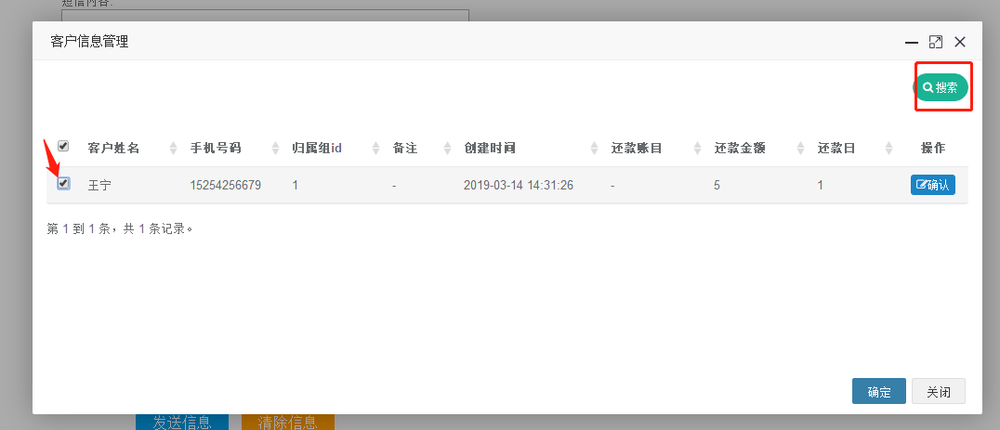 短信内容:
客户信息管理
搜索
客户姓名 手机号码 归属组id 备注 创建时间 还款账目 还款金额 还款日 操作
王宁 15254256679 1 - 2019-03-14 14:31:26 - 5 1 确认
第 1 到 1 条，共 1 条记录。
确定 关闭
发送信息 清除信息